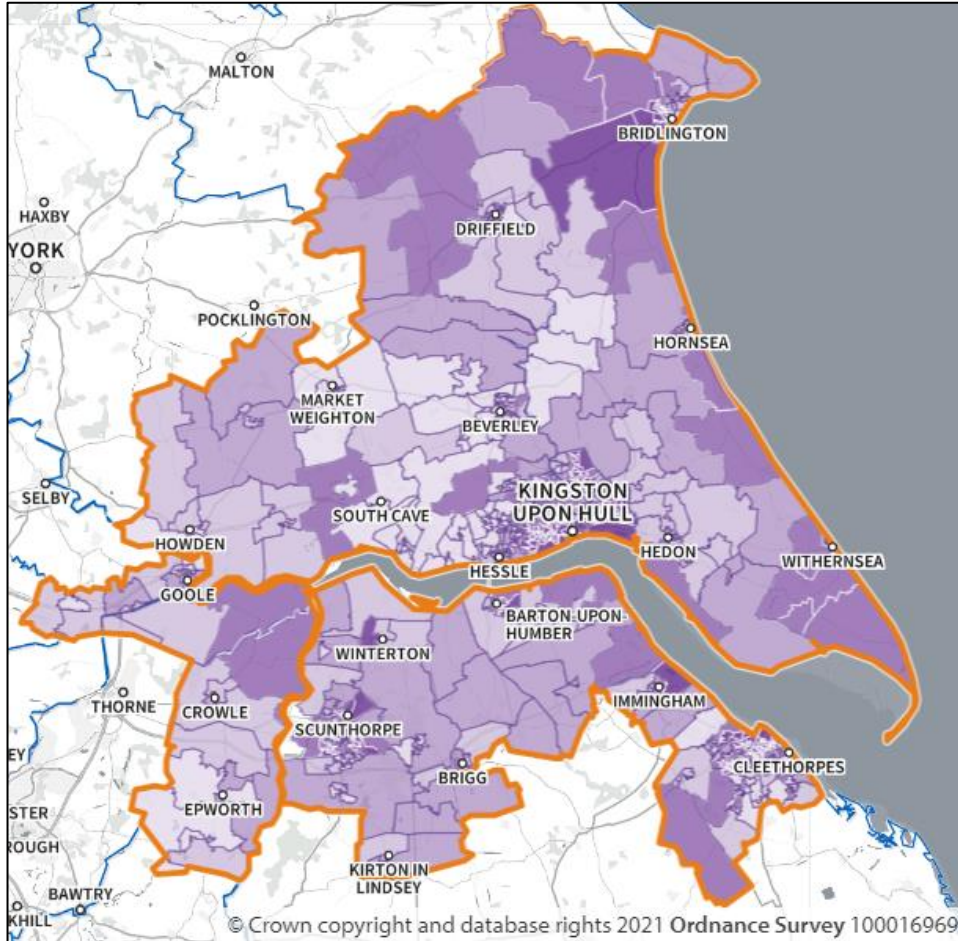 MALTON
BRIDLINGTON
HAXBY
DRIFFIELD
YORK
POCKLINGTON
HORNSEA
MARKET
WEIGHTON
BEVERLEY
SELBY
KINGSTON
UPON HULL
SOUTH CAVE
HOWDEN
HEDON
WITHERNSEA
HESSLE
GOOLE
BARTON-UPON-
HUMBER
WINTERTON
THORNE
CROWLE
IMMINGHAM
SCUNTHORPE
EY
CLEETHORPES
BRIGG
EPWORTH
STER
ROUGH
KIRTON IN
LINDSEY
BAWTRY
KHILL
© Crown copyright and database rights 2021 Ordnance Survey 100016969